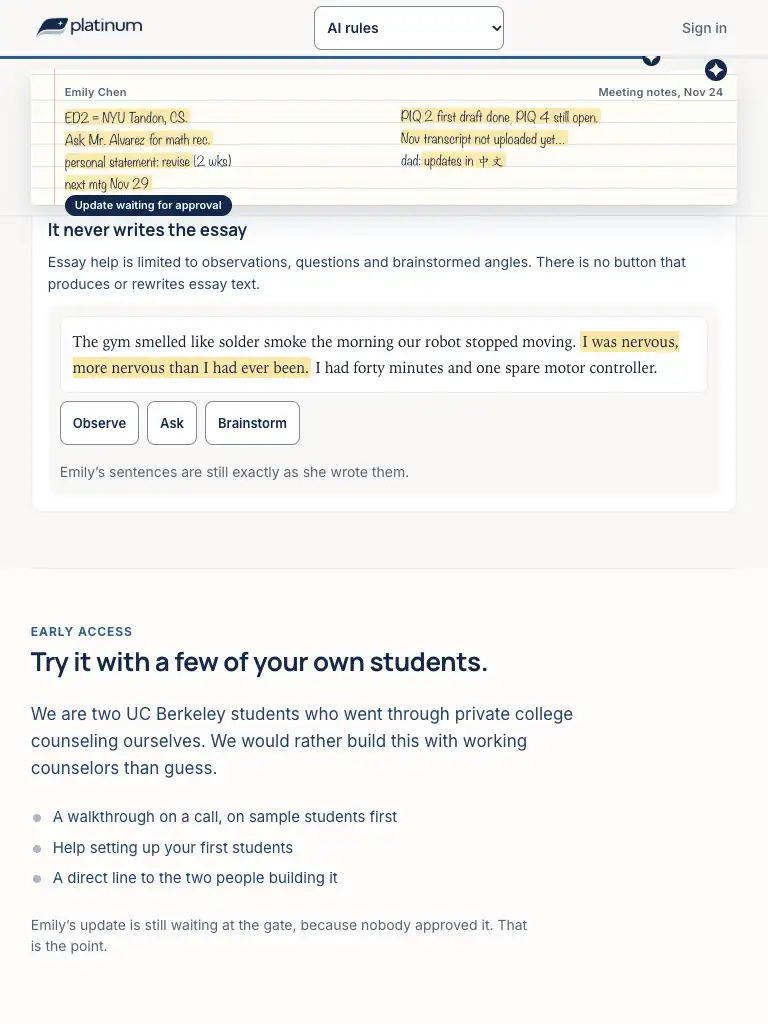 platinum
AI rules
Sign in
Emily Chen
Meeting notes, Nov 24
ED2 = NYU Tandon, CS.
Ask Mr. Alvarez for math rec.
personal statement: revise (2 wks)
next mtg Nov 29
PIQ 2 first draft done, PIQ 4 still open.
Nov transcript not uploaded yet...
dad: updates in 中文
Update waiting for approval
It never writes the essay
Essay help is limited to observations, questions and brainstormed angles. There is no button that
produces or rewrites essay text.
The gym smelled like solder smoke the morning our robot stopped moving. I was nervous,
more nervous than I had ever been. I had forty minutes and one spare motor controller.
Observe
Ask
Brainstorm
Emily’s sentences are still exactly as she wrote them.
EARLY ACCESS
Try it with a few of your own students.
We are two UC Berkeley students who went through private college
counseling ourselves. We would rather build this with working
counselors than guess.
A walkthrough on a call, on sample students first
Help setting up your first students
A direct line to the two people building it
Emily’s update is still waiting at the gate, because nobody approved it. That
is the point.